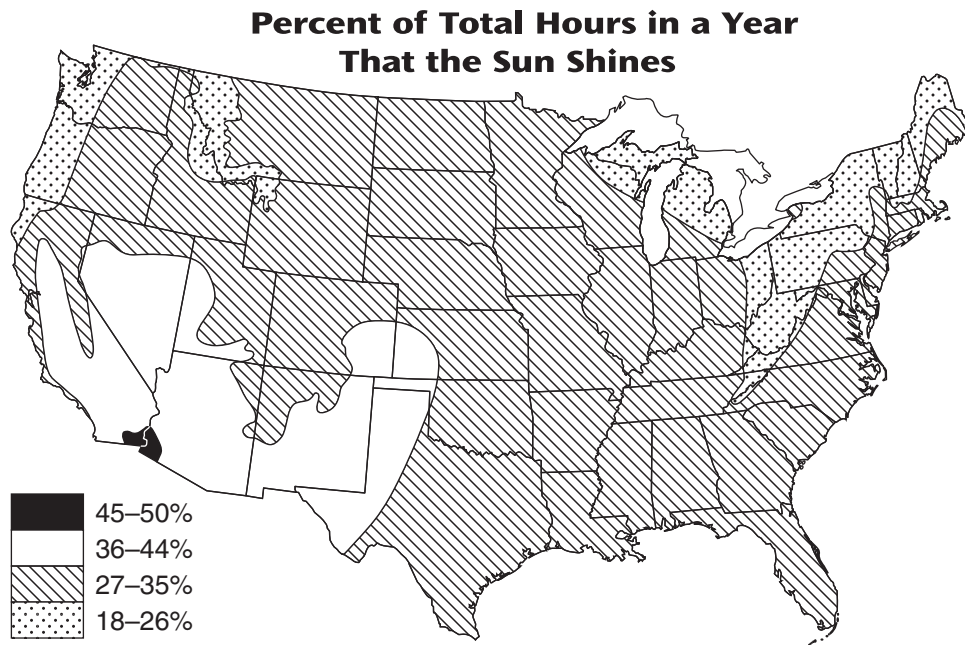 Percent of Total Hours in a Year
That the Sun Shines
45–50%
36–44%
27–35%
18–26%